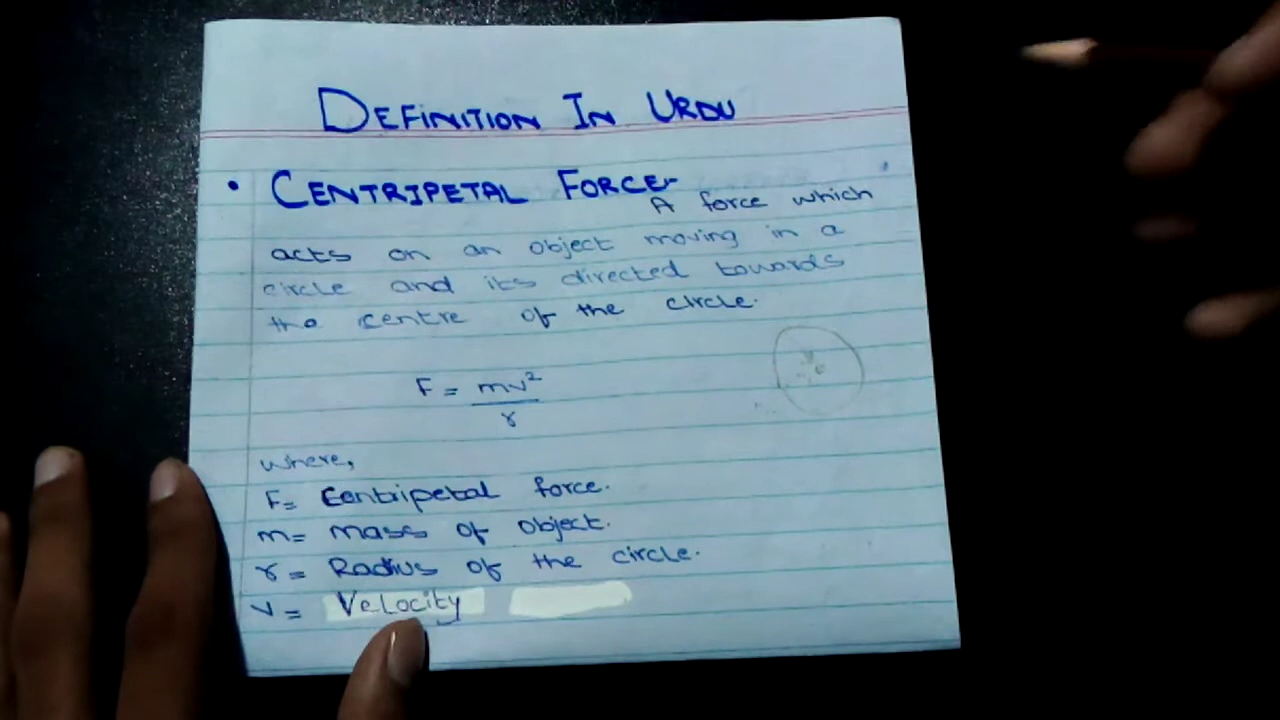 DEFINITION IN URDU
• CENTRIPETAL FORCE-
A force which
acts on an object moving in a
circle and its directed towards
the centre of the circle.
F = mv²
r
where,
F= Centripetal force.
m= mass of object.
r = Radius of the circle.
v = Velocity